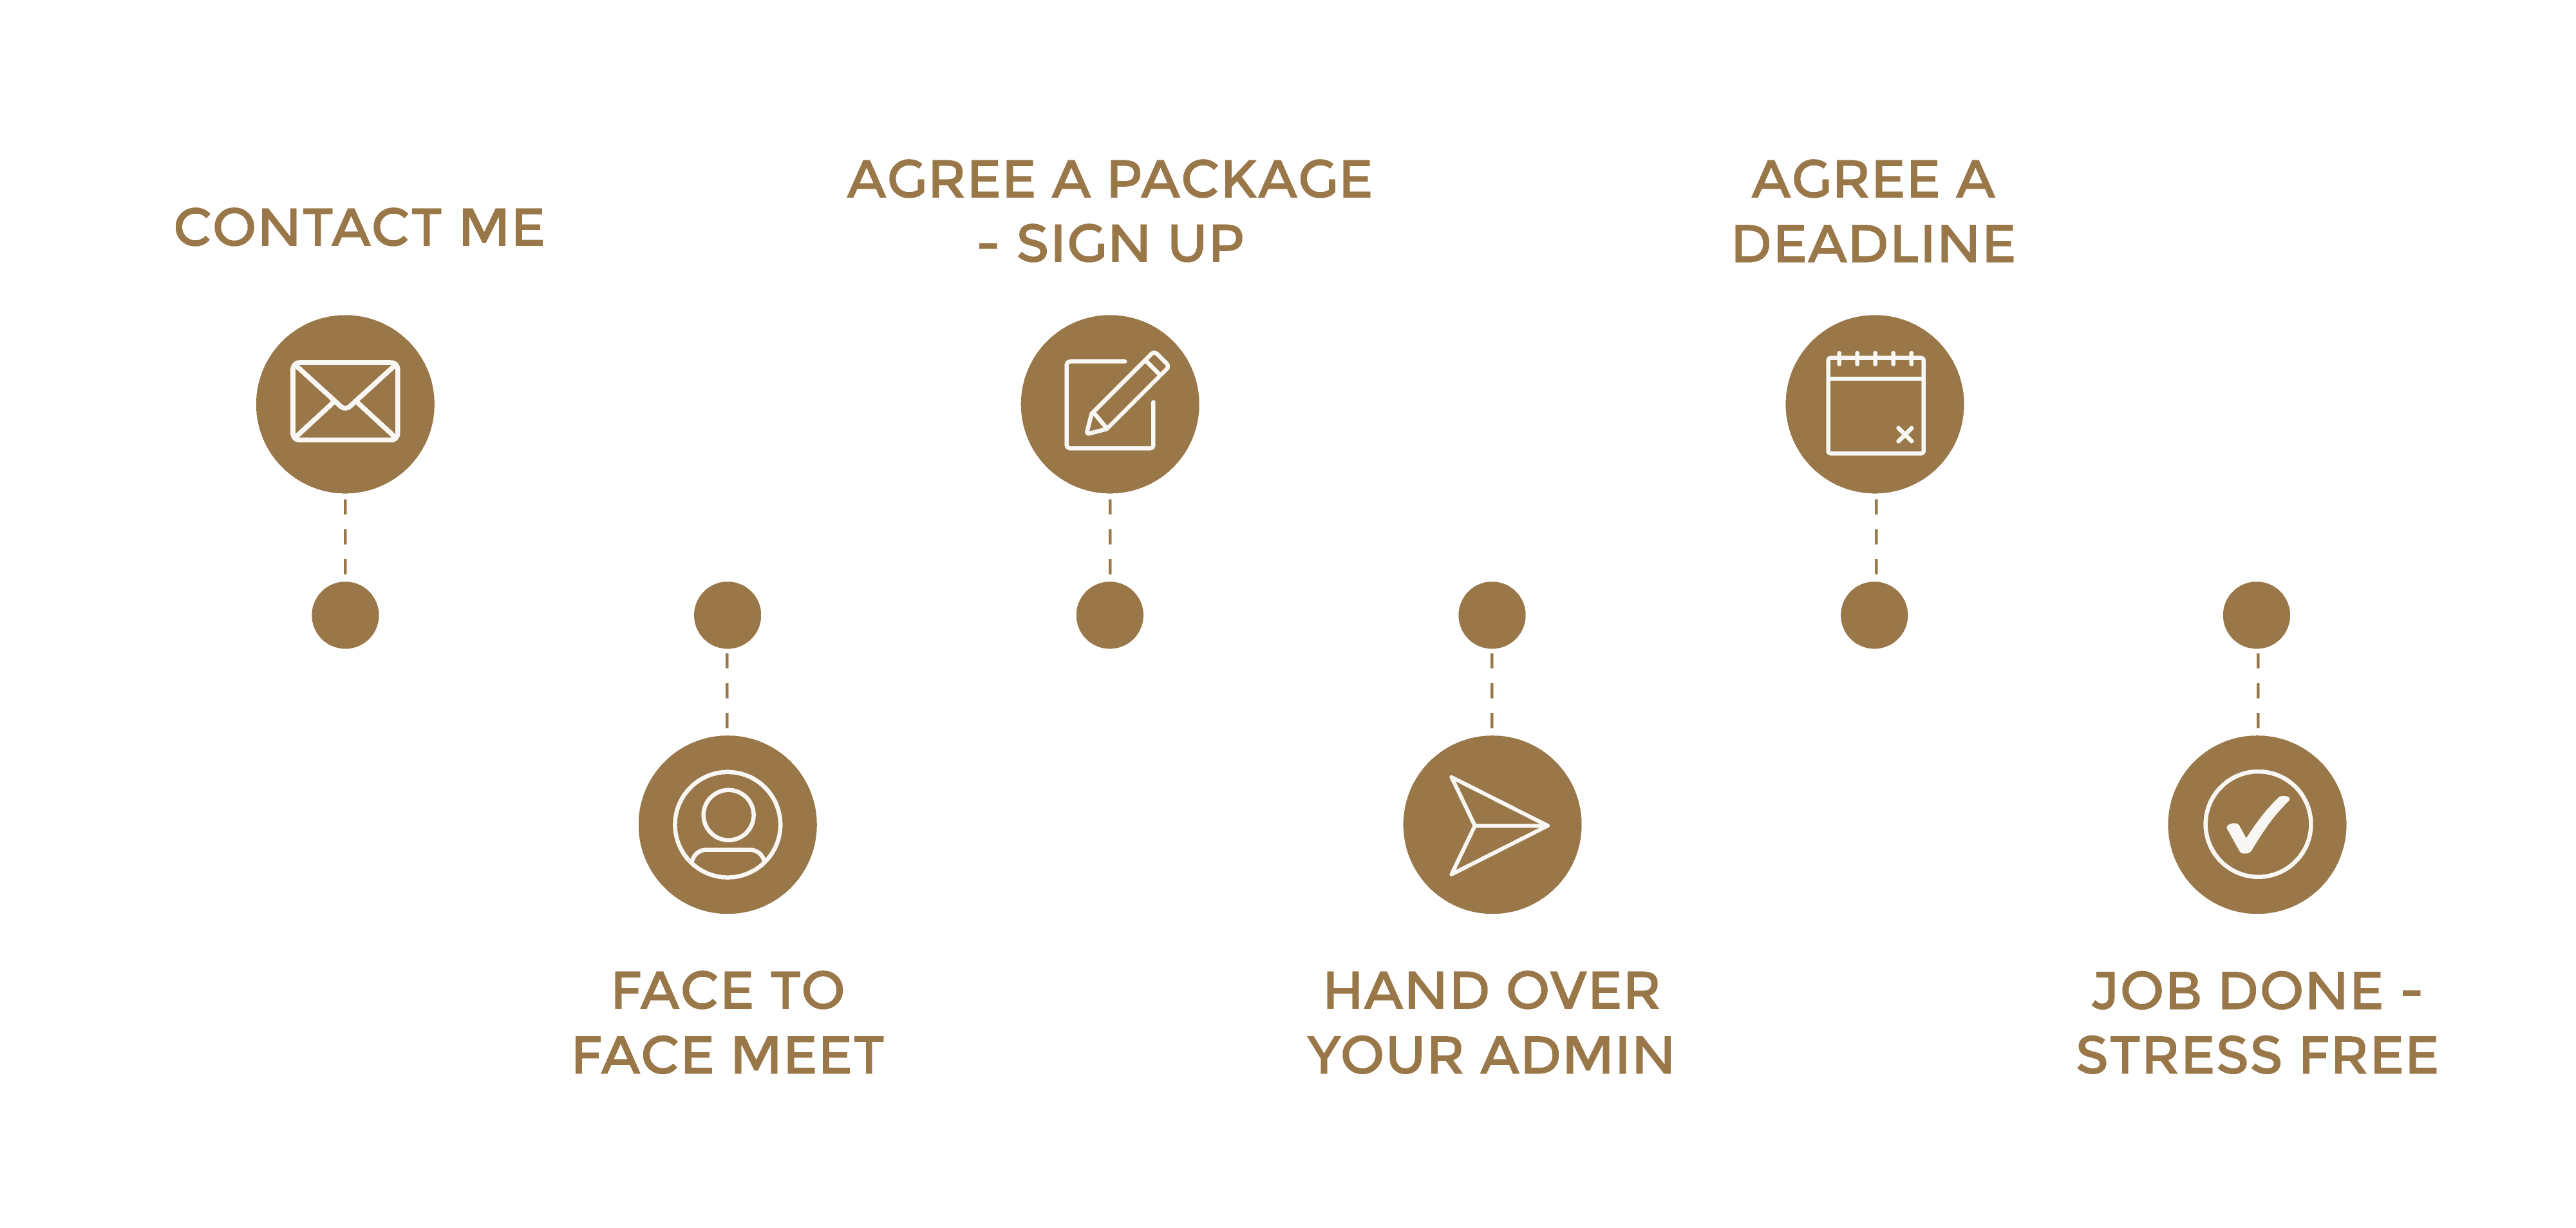 CONTACT ME
FACE TO
FACE MEET
AGREE A PACKAGE
- SIGN UP
HAND OVER
YOUR ADMIN
AGREE A
DEADLINE
JOB DONE -
STRESS FREE